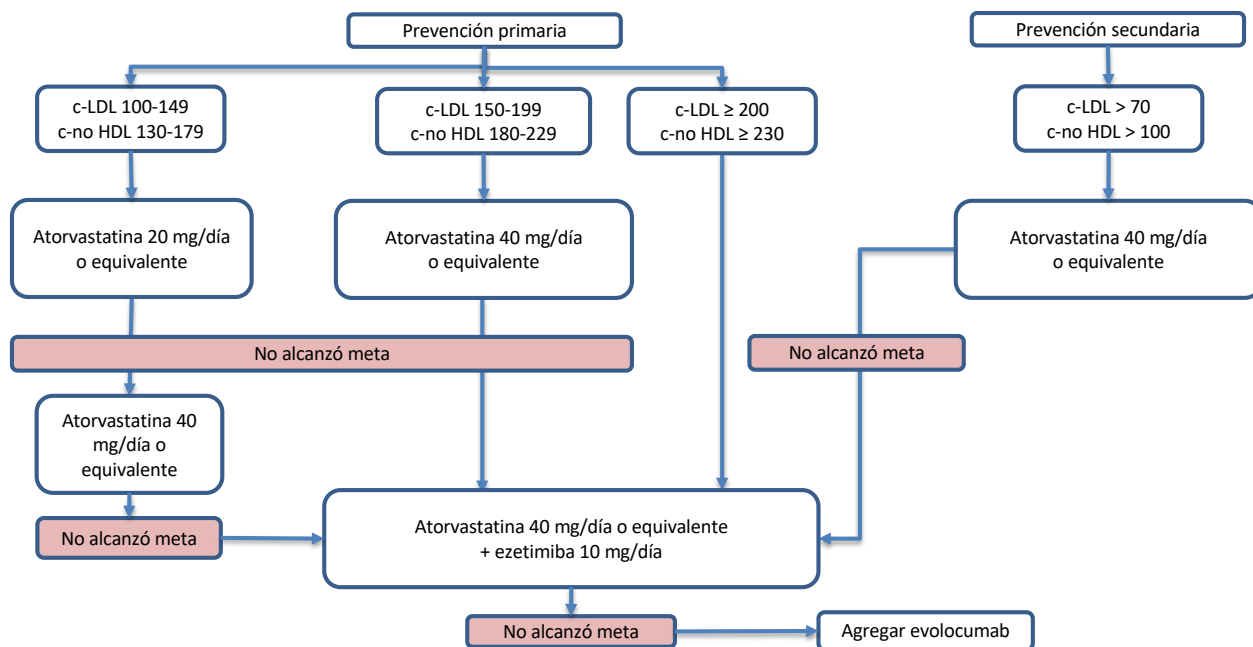 Prevención primaria
Prevención secundaria
c-LDL 100-149
c-no HDL 130-179
c-LDL 150-199
c-no HDL 180-229
c-LDL ≥ 200
c-no HDL ≥ 230
c-LDL > 70
c-no HDL > 100
Atorvastatina 20 mg/día
o equivalente
Atorvastatina 40 mg/día
o equivalente
Atorvastatina 40 mg/día
o equivalente
No alcanzó meta
No alcanzó meta
Atorvastatina 40
mg/día o
equivalente
No alcanzó meta
Atorvastatina 40 mg/día o equivalente
+ ezetimiba 10 mg/día
No alcanzó meta
Agregar evolocumab